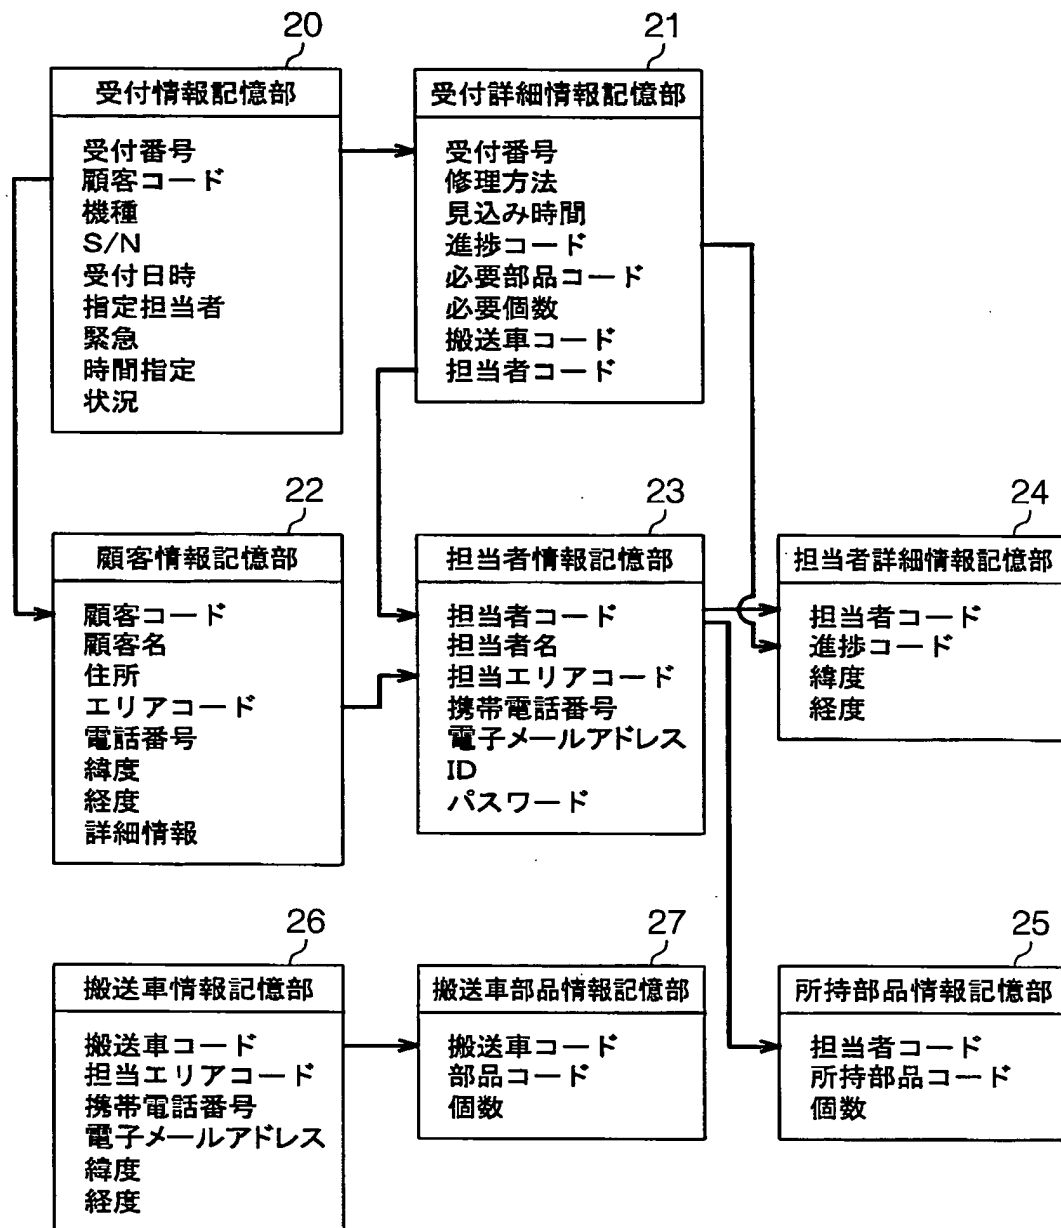 20
受付情報記憶部
受付番号
顧客コード
機種
S/N
受付日時
指定担当者
緊急
時間指定
状況
21
受付詳細情報記憶部
受付番号
修理方法
見込み時間
進捗コード
必要部品コード
必要個数
搬送車コード
担当者コード
22
顧客情報記憶部
顧客コード
顧客名
住所
エリアコード
電話番号
緯度
経度
詳細情報
23
担当者情報記憶部
担当者コード
担当者名
担当エリアコード
携帯電話番号
電子メールアドレス
ID
パスワード
24
担当者詳細情報記憶部
担当者コード
進捗コード
緯度
経度
26
搬送車情報記憶部
搬送車コード
担当エリアコード
携帯電話番号
電子メールアドレス
緯度
経度
27
搬送車部品情報記憶部
搬送車コード
部品コード
個数
25
所持部品情報記憶部
担当者コード
所持部品コード
個数